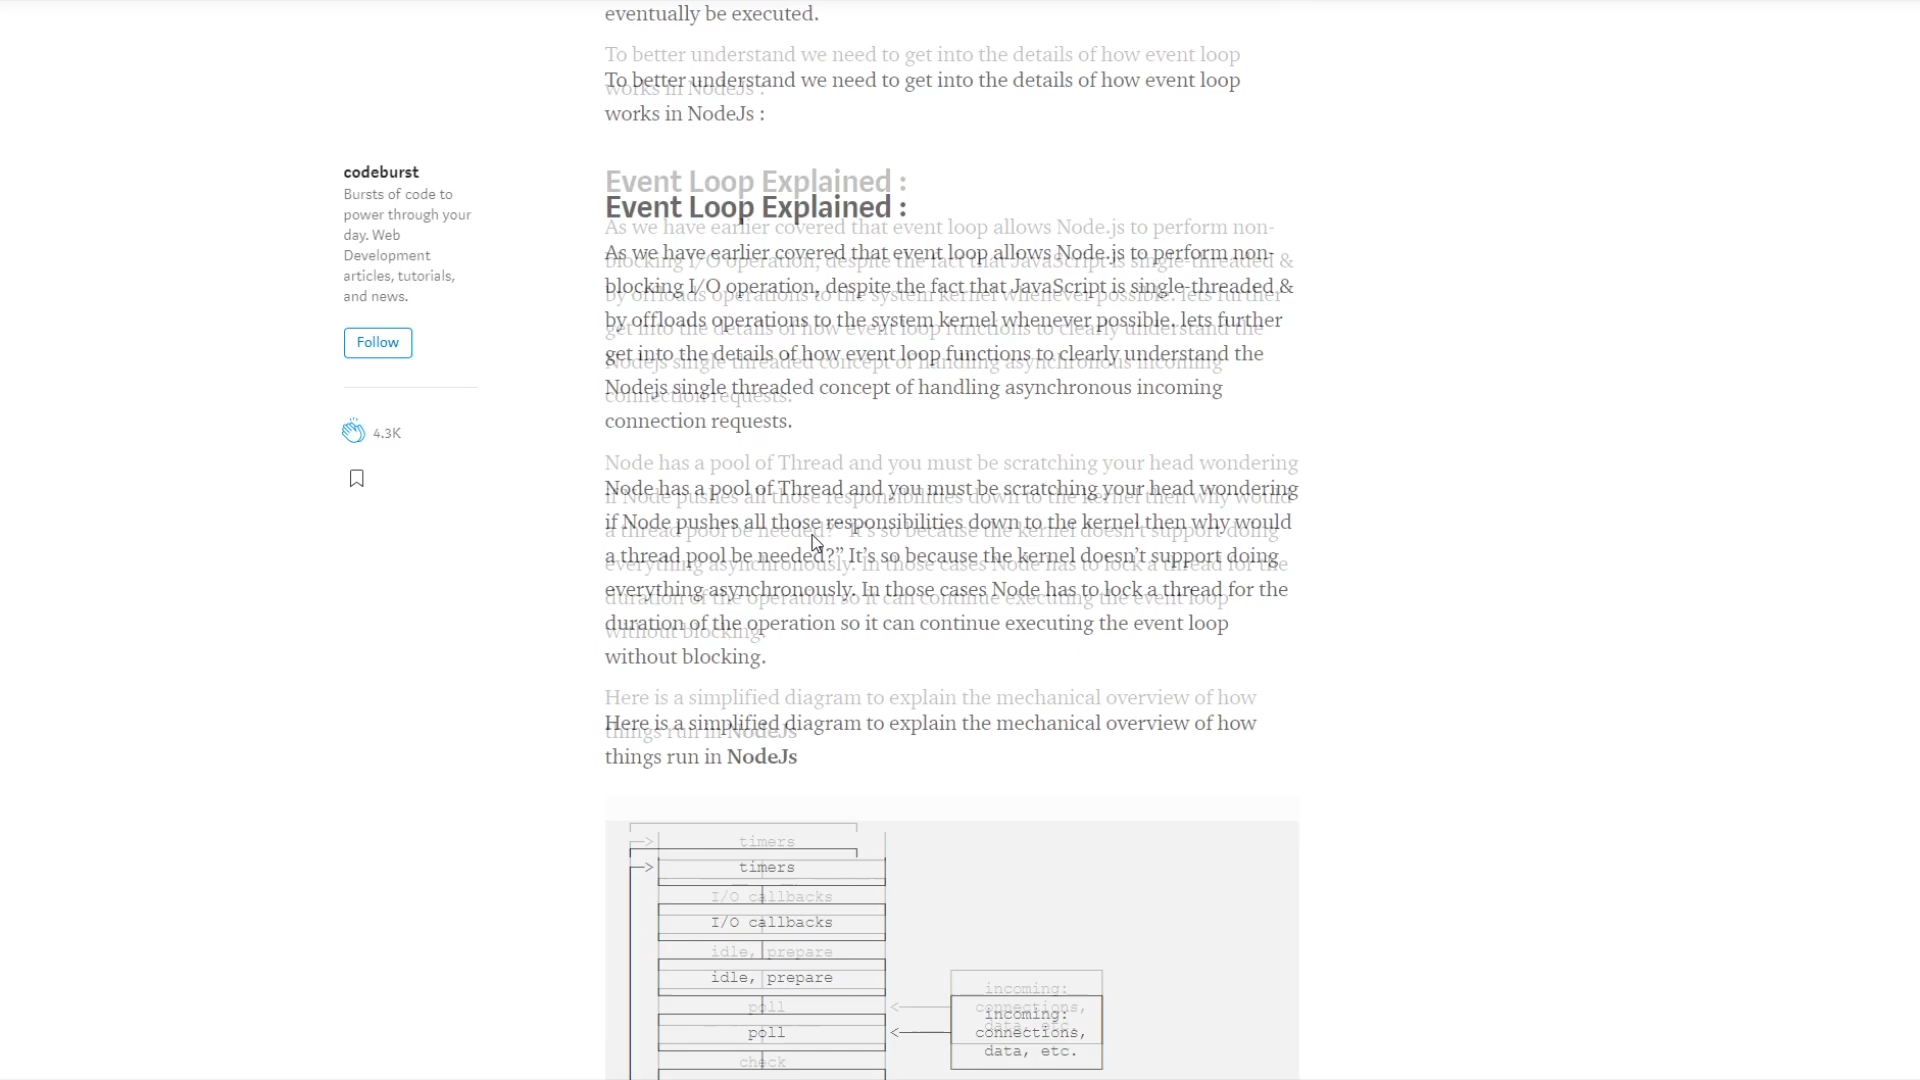 eventually be executed.
To better understand we need to get into the details of how event loop
works in NodeJs :
codeburst
Bursts of code to
power through your
day. Web
Development
articles, tutorials,
and news.
Follow
4.3K
Event Loop Explained :
As we have earlier covered that event loop allows Node.js to perform non-
blocking I/O operation, despite the fact that JavaScript is single-threaded &
by offloads operations to the system kernel whenever possible. lets further
get into the details of how event loop functions to clearly understand the
Nodejs single threaded concept of handling asynchronous incoming
connection requests.
Node has a pool of Thread and you must be scratching your head wondering
if Node pushes all those responsibilities down to the kernel then why would
a thread pool be needed?” It’s so because the kernel doesn’t support doing
everything asynchronously. In those cases Node has to lock a thread for the
duration of the operation so it can continue executing the event loop
without blocking.
Here is a simplified diagram to explain the mechanical overview of how
things run in NodeJs
timers
I/O callbacks
idle, prepare
poll
incoming:
connections,
data, etc.
check